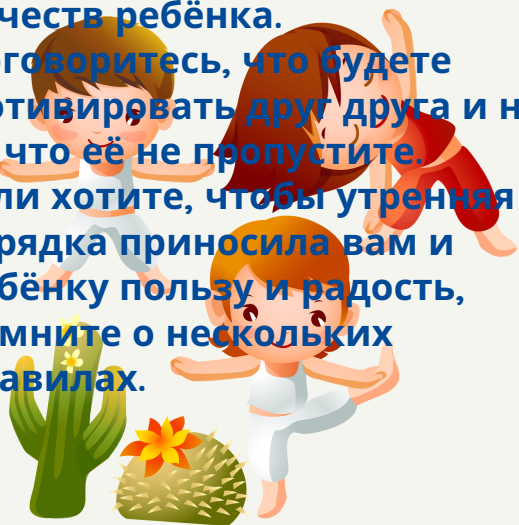 честв ребёнка.
говоритесь, что будете
отивировать друг друга и н
что её не пропустите.
ли хотите, чтобы утренняя
рядка приносила вам и
бёнку пользу и радость,
мните о нескольких
авилах.